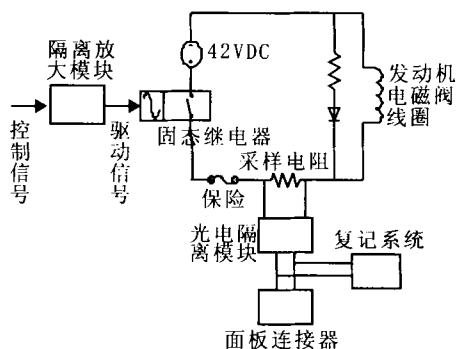 42VDC
隔离放
大模块
发动机
电磁阀
线圈
控制
信号
驱动
信号
固态继电器
采样电阻
保险
光电隔
离模块
复记系统
面板连接器